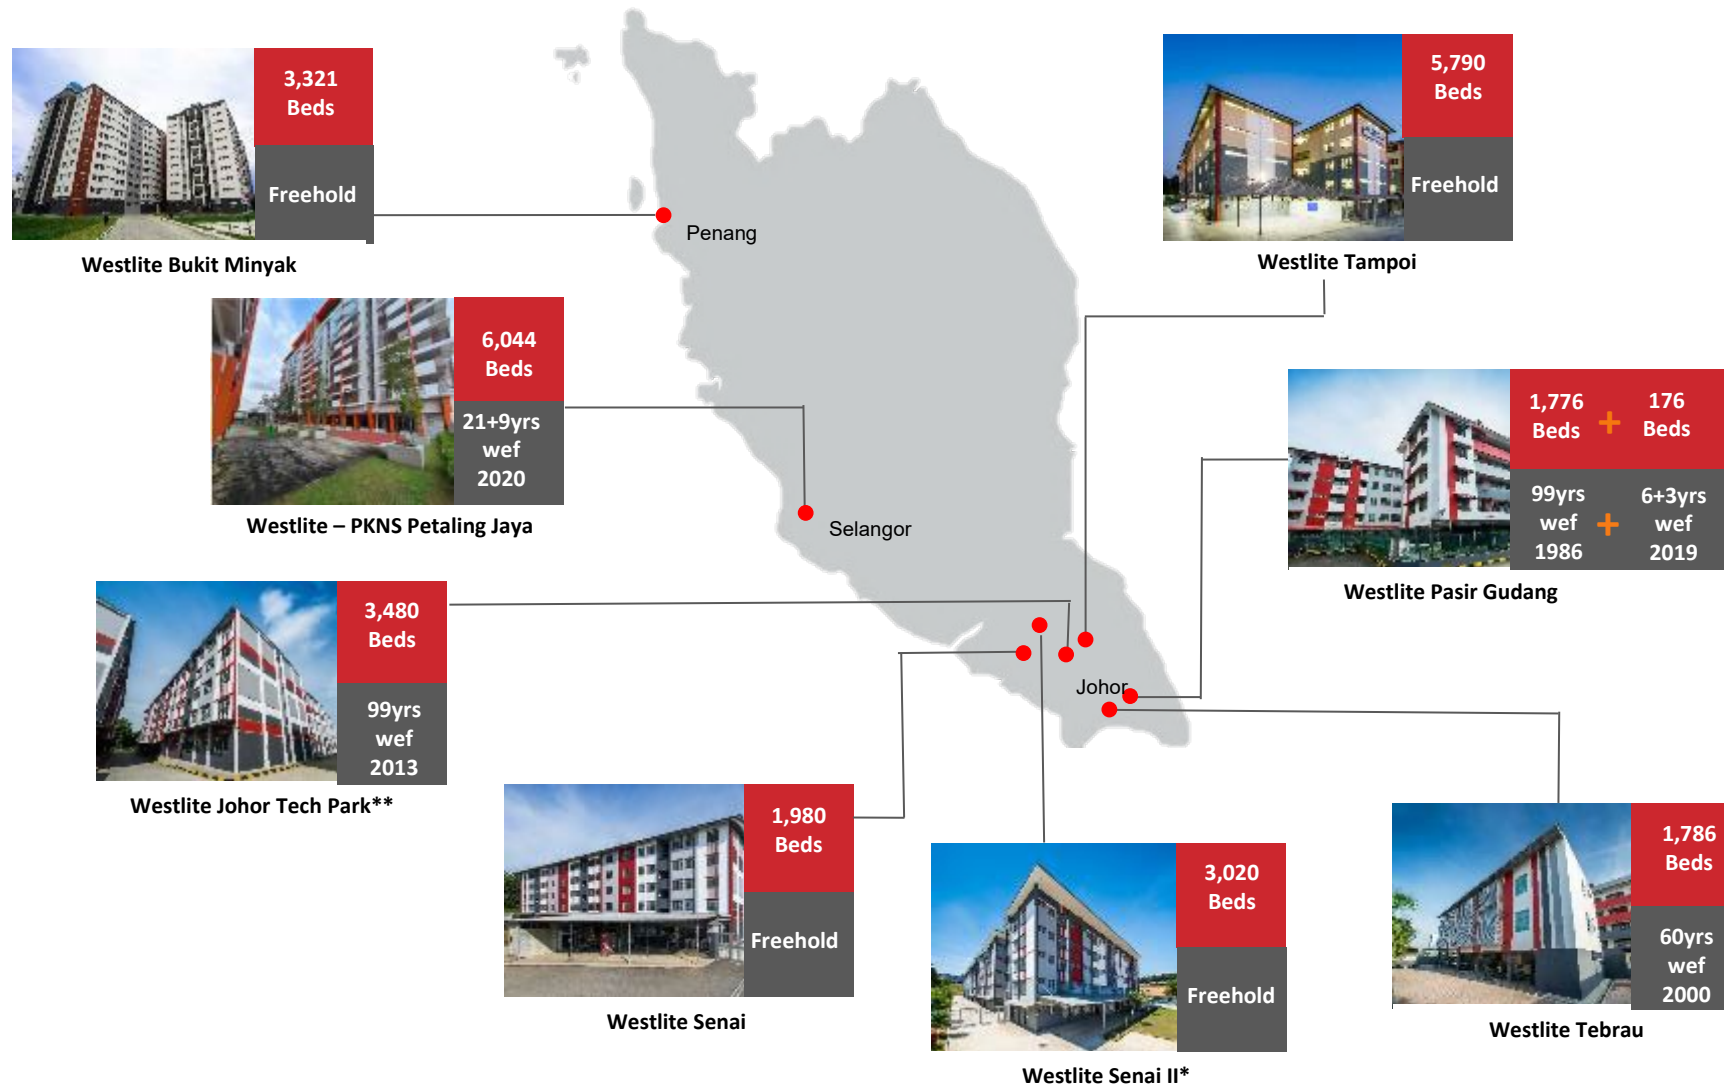 3,321
Beds
Freehold
Westlite Bukit Minyak
Penang
5,790
Beds
Freehold
Westlite Tampoi
6,044
Beds
21+9yrs
wef
2020
Westlite – PKNS Petaling Jaya
Selangor
1,776
Beds
+
176
Beds
99yrs
wef
1986
+
6+3yrs
wef
2019
Westlite Pasir Gudang
3,480
Beds
99yrs
wef
2013
Westlite Johor Tech Park**
Johor
1,980
Beds
Freehold
Westlite Senai
3,020
Beds
Freehold
Westlite Senai II*
1,786
Beds
60yrs
wef
2000
Westlite Tebrau